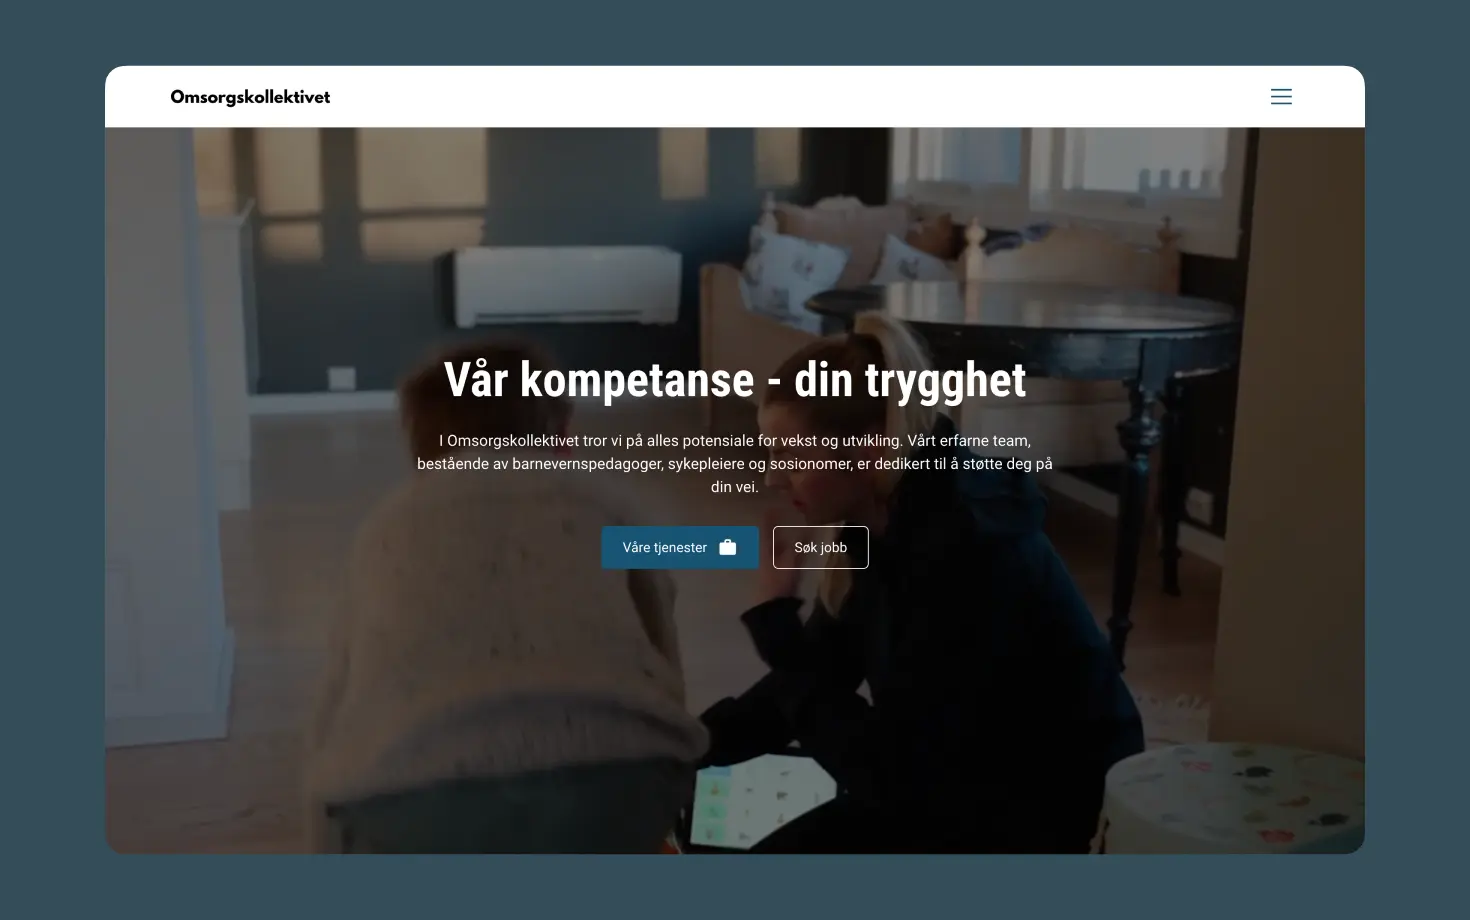 Omsorgskollektivet
Vår kompetanse - din trygghet
I Omsorgskollektivet tror vi på alles potensiale for vekst og utvikling. Vårt erfarne team,
bestående av barnevernspedagoger, sykepleiere og sosionomer, er dedikert til å støtte deg på
din vei.
Våre tjenester
Søk jobb